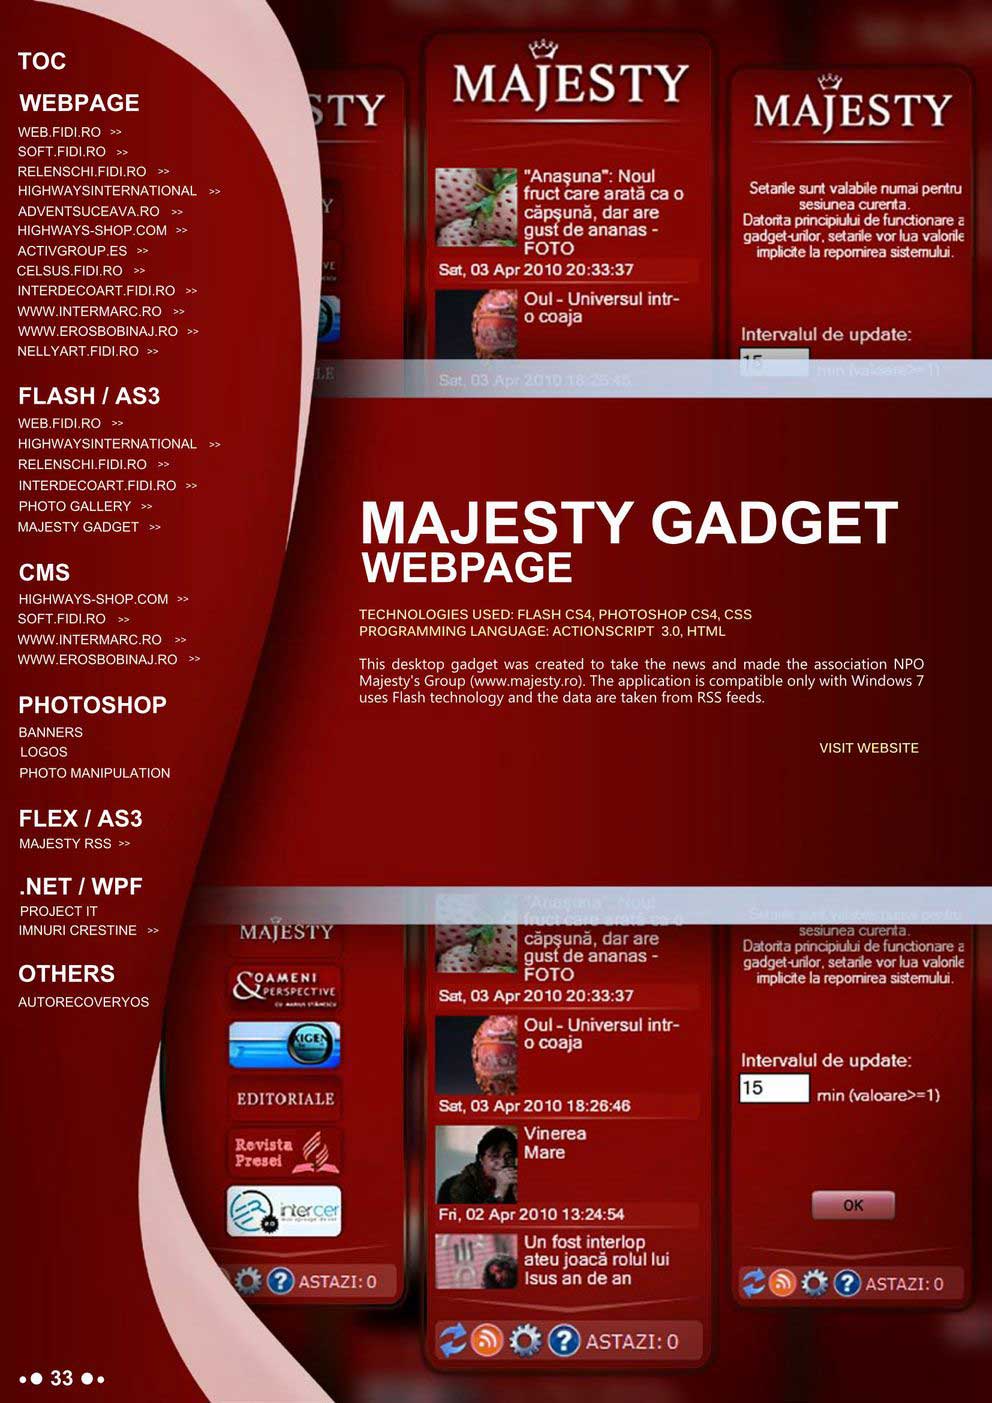 TOC
WEBPAGE
WEB.FIDI.RO >>
SOFT.FIDI.RO >>
RELENSCHI.FIDI.RO >>
HIGHWAYSINTERNATIONAL >>
ADVENTSUCEAVA.RO >>
HIGHWAYS-SHOP.COM >>
ACTIVGROUP.ES >>
CELSUS.FIDI.RO >>
INTERDECOART.FIDI.RO >>
WWW.INTERMARC.RO >>
WWW.EROSBOBINAJ.RO >>
NELLYART.FIDI.RO >>
FLASH / AS3
WEB.FIDI.RO >>
HIGHWAYSINTERNATIONAL >>
RELENSCHI.FIDI.RO >>
INTERDECOART.FIDI.RO >>
PHOTO GALLERY >>
MAJESTY GADGET >>
CMS
HIGHWAYS-SHOP.COM >>
SOFT.FIDI.RO >>
WWW.INTERMARC.RO >>
WWW.EROSBOBINAJ.RO >>
PHOTOSHOP
BANNERS
LOGOS
PHOTO MANIPULATION
FLEX / AS3
MAJESTY RSS >>
.NET / WPF
PROJECT IT
IMNURI CRESTINE >>
OTHERS
AUTORECOVERYOS
33
STY
MAJESTY
"Anașuna": Noul
fruct care arată ca o
căpșună, dar are
gust de ananas -
FOTO
Sat, 03 Apr 2010 20:33:37
Oul - Universul intr-
o coaja
Sat, 03 Apr 2010 18:26:46
MAJESTY
Setarile sunt valabile numai pentru
sesiunea curenta.
Datorita principiului de functionare a
gadget-urilor, setarile vor lua valorile
implicite la repornirea sistemului.
Intervalul de update:
15 min (valoare>=1)
MAJESTY GADGET
WEBPAGE
TECHNOLOGIES USED: FLASH CS4, PHOTOSHOP CS4, CSS
PROGRAMMING LANGUAGE: ACTIONSCRIPT 3.0, HTML
This desktop gadget was created to take the news and made the association NPO
Majesty's Group (www.majesty.ro). The application is compatible only with Windows 7
uses Flash technology and the data are taken from RSS feeds.
VISIT WEBSITE
MAJESTY
OAMENI
& PERSPECTIVE
XIGEN
EDITORIALE
Revista
Presei
intercer
ASTAZI: 0
"Anașuna": Noul
fruct care arată ca o
căpșună, dar are
gust de ananas -
FOTO
Sat, 03 Apr 2010 20:33:37
Oul - Universul intr-
o coaja
Sat, 03 Apr 2010 18:26:46
Vinerea
Mare
Fri, 02 Apr 2010 13:24:54
Un fost interlop
ateu joacă rolul lui
Isus an de an
ASTAZI: 0
Setarile sunt valabile numai pentru
sesiunea curenta.
Datorita principiului de functionare a
gadget-urilor, setarile vor lua valorile
implicite la repornirea sistemului.
Intervalul de update:
15 min (valoare>=1)
OK
ASTAZI: 0